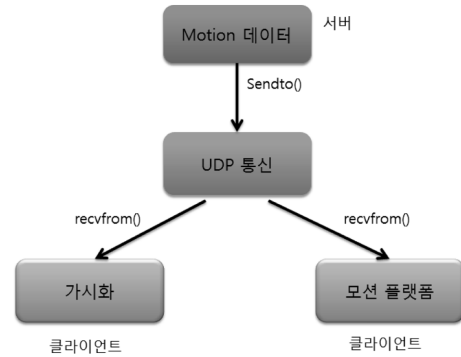 Motion 데이터
서버
Sendto()
UDP 통신
recvfrom()
recvfrom()
가시화
모션 플랫폼
클라이언트
클라이언트